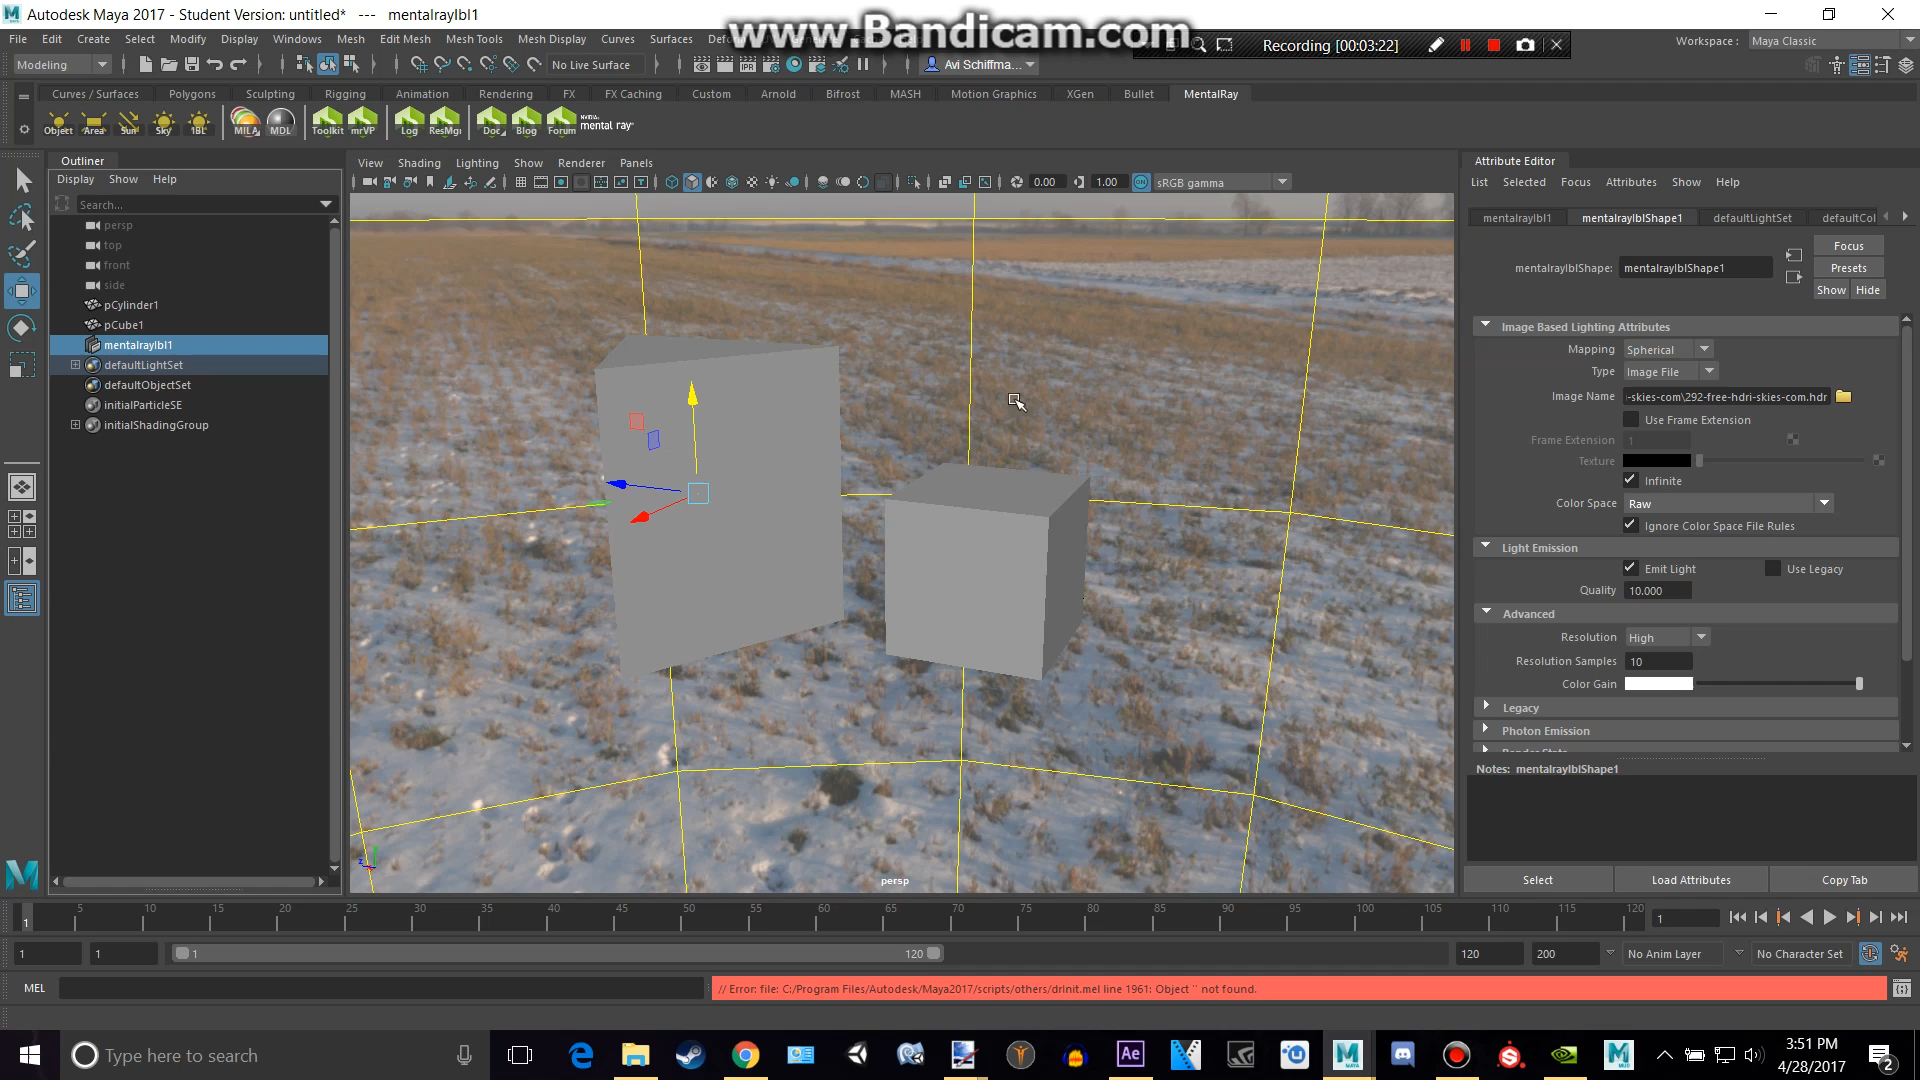 Autodesk Maya 2017 - Student Version: untitled*   ---   mentalrayIbl1
www.Bandicam.com
Recording [00:03:22]
File Edit Create Select Modify Display Windows Mesh Edit Mesh Mesh Tools Mesh Display Curves Surfaces
Workspace: Maya Classic
Modeling
No Live Surface
Avi Schiffma...
Curves / Surfaces Polygons Sculpting Rigging Animation Rendering FX FX Caching Custom Arnold Bifrost MASH Motion Graphics XGen Bullet MentalRay
Object Area Sun Sky IBL MILA MDL Toolkit mrVP Log ResMgr Doc Blog Forum mental ray
Outliner
Display Show Help
Search...
persp
top
front
side
pCylinder1
pCube1
mentalrayIbl1
defaultLightSet
defaultObjectSet
initialParticleSE
initialShadingGroup
View Shading Lighting Show Renderer Panels
0.00 1.00 sRGB gamma
persp
Attribute Editor
List Selected Focus Attributes Show Help
mentalrayIbl1 mentalrayIblShape1 defaultLightSet defaultCol
mentalrayIblShape: mentalrayIblShape1
Focus
Presets
Show Hide
Image Based Lighting Attributes
Mapping Spherical
Type Image File
Image Name -skies-com\292-free-hdri-skies-com.hdr
Use Frame Extension
Frame Extension 1
Texture
Infinite
Color Space Raw
Ignore Color Space File Rules
Light Emission
Emit Light Use Legacy
Quality 10.000
Advanced
Resolution High
Resolution Samples 10
Color Gain
Legacy
Photon Emission
Notes: mentalrayIblShape1
Select Load Attributes Copy Tab
1 5 10 15 20 25 30 35 40 45 50 55 60 65 70 75 80 85 90 95 100 105 110 115 120 1
1 1 1 120 120 200 No Anim Layer No Character Set
MEL
// Error: file: C:/Program Files/Autodesk/Maya2017/scripts/others/drInit.mel line 1961: Object '' not found.
Type here to search
3:51 PM
4/28/2017
2